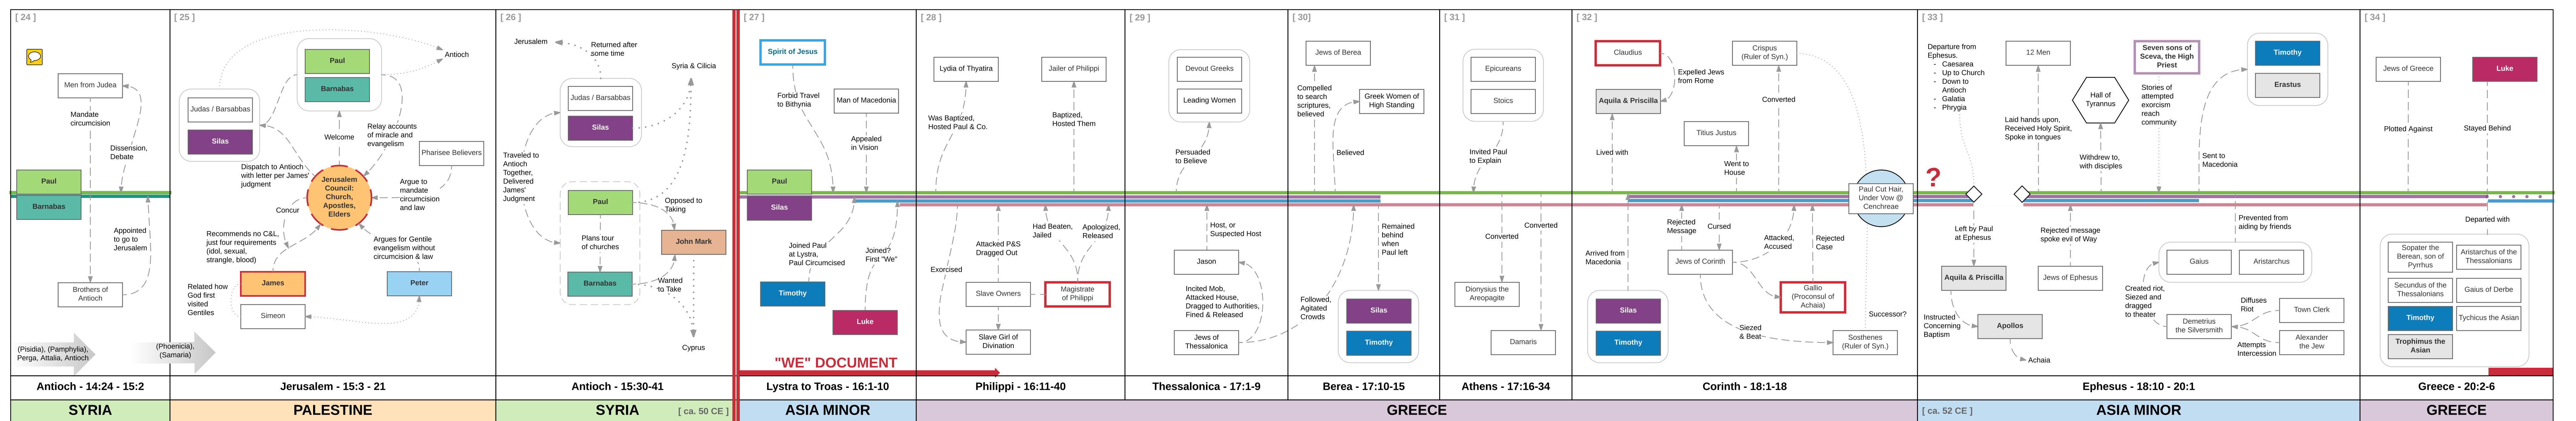 [ 24 ]
Men from Judea
Mandate
circumcision
Dissension,
Debate
Paul
Barnabas
Appointed
to go to
Jerusalem
Brothers of
Antioch
(Pisidia), (Pamphylia),
Perga, Attalia, Antioch
Antioch - 14:24 - 15:2
SYRIA
[ 25 ]
Paul
Barnabas
Antioch
Judas / Barsabbas
Silas
Welcome
Relay accounts
of miracle and
evangelism
Pharisee Believers
Dispatch to Antioch
with letter per James'
judgment
Jerusalem
Council:
Church,
Apostles,
Elders
Argue to
mandate
circumcision
and law
Concur
Recommends no C&L,
just four requirements
(idol, sexual,
strangle, blood)
Argues for Gentile
evangelism without
circumcision & law
James
Peter
Related how
God first
visited
Gentiles
Simeon
(Phoenicia),
(Samaria)
Jerusalem - 15:3 - 21
PALESTINE
[ 26 ]
Jerusalem
Returned after
some time
Syria & Cilicia
Judas / Barsabbas
Silas
Traveled to
Antioch
Together,
Delivered
James'
Judgment
Paul
Opposed to
Taking
Plans tour
of churches
John Mark
Barnabas
Wanted
to Take
Cyprus
Antioch - 15:30-41
SYRIA
[ ca. 50 CE ]
[ 27 ]
Spirit of Jesus
Forbid Travel
to Bithynia
Man of Macedonia
Appealed
in Vision
Paul
Silas
Joined Paul
at Lystra,
Paul Circumcised
Joined?
First "We"
Timothy
Luke
"WE" DOCUMENT
Lystra to Troas - 16:1-10
ASIA MINOR
[ 28 ]
Lydia of Thyatira
Jailer of Philippi
Was Baptized,
Hosted Paul & Co.
Baptized,
Hosted Them
Exorcised
Attacked P&S
Dragged Out
Had Beaten,
Jailed
Apologized,
Released
Slave Owners
Magistrate
of Philippi
Slave Girl of
Divination
Philippi - 16:11-40
[ 29 ]
Devout Greeks
Leading Women
Persuaded
to Believe
Host, or
Suspected Host
Jason
Incited Mob,
Attacked House,
Dragged to Authorities,
Fined & Released
Jews of
Thessalonica
Thessalonica - 17:1-9
[ 30]
Jews of Berea
Compelled
to search
scriptures,
believed
Greek Women of
High Standing
Believed
Remained
behind
when
Paul left
Followed,
Agitated
Crowds
Silas
Timothy
Berea - 17:10-15
[ 31 ]
Epicureans
Stoics
Invited Paul
to Explain
Converted
Converted
Dionysius the
Areopagite
Damaris
Athens - 17:16-34
[ 32 ]
Claudius
Expelled Jews
from Rome
Aquila & Priscilla
Lived with
Crispus
(Ruler of Syn.)
Converted
Titius Justus
Went to
House
Paul Cut Hair,
Under Vow @
Cenchreae
Arrived from
Macedonia
Silas
Timothy
Rejected
Message
Cursed
Jews of Corinth
Attacked,
Accused
Rejected
Case
Gallio
(Proconsul of
Achaia)
Siezed
& Beat
Successor?
Sosthenes
(Ruler of Syn.)
Corinth - 18:1-18
GREECE
[ 33 ]
Departure from
Ephesus.
- Caesarea
- Up to Church
- Down to
Antioch
- Galatia
- Phrygia
?
12 Men
Laid hands upon,
Received Holy Spirit,
Spoke in tongues
Hall of
Tyrannus
Withdrew to,
with disciples
Seven sons of
Sceva, the High
Priest
Stories of
attempted
exorcism
reach
community
Timothy
Erastus
Sent to
Macedonia
Left by Paul
at Ephesus
Aquila & Priscilla
Instructed
Concerning
Baptism
Apollos
Achaia
Rejected message
spoke evil of Way
Jews of Ephesus
Prevented from
aiding by friends
Gaius
Aristarchus
Created riot,
Siezed and
dragged
to theater
Demetrius
the Silversmith
Diffuses
Riot
Town Clerk
Attempts
Intercession
Alexander
the Jew
Ephesus - 18:10 - 20:1
[ ca. 52 CE ]
ASIA MINOR
[ 34 ]
Jews of Greece
Luke
Plotted Against
Stayed Behind
Departed with
Sopater the
Berean, son of
Pyrrhus
Aristarchus of the
Thessalonians
Secundus of the
Thessalonians
Gaius of Derbe
Timothy
Tychicus the Asian
Trophimus the
Asian
Greece - 20:2-6
GREECE